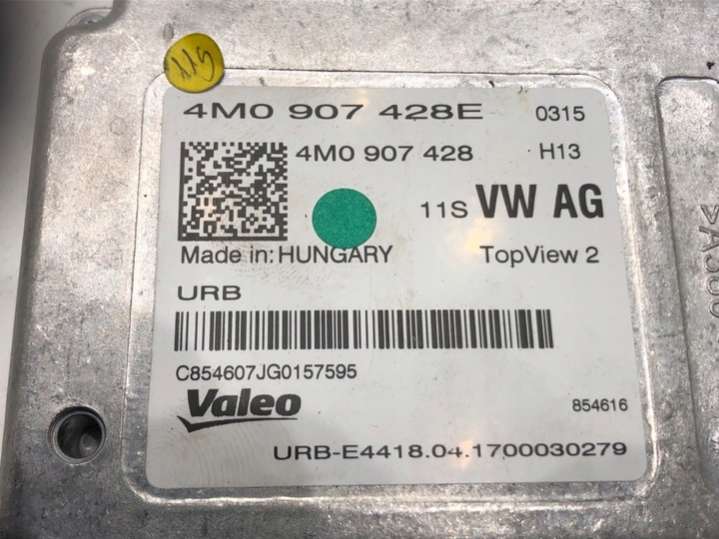 4M0 907 428E 0315
4M0 907 428 H13
11S VW AG
Made in: HUNGARY TopView 2
URB
C854607JG0157595
Valeo 854616
URB-E4418.04.1700030279